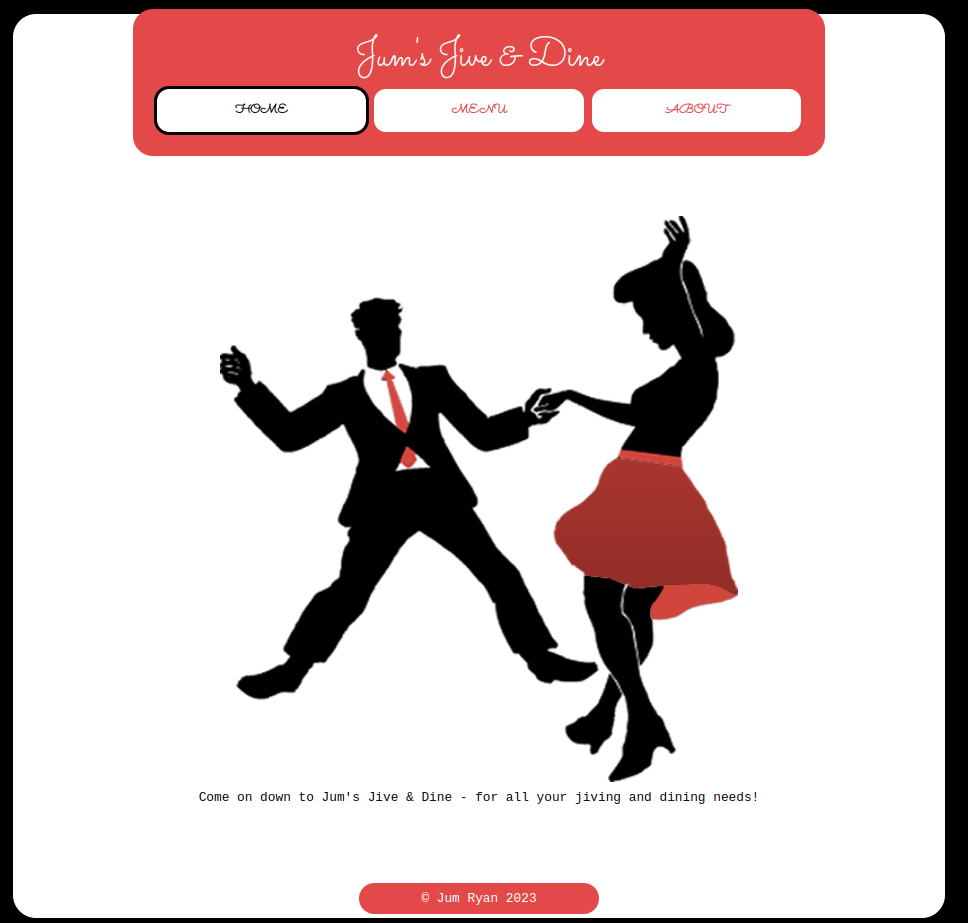 Jum's Jive & Dine
HOME
MENU
ABOUT
Come on down to Jum's Jive & Dine - for all your jiving and dining needs!
© Jum Ryan 2023